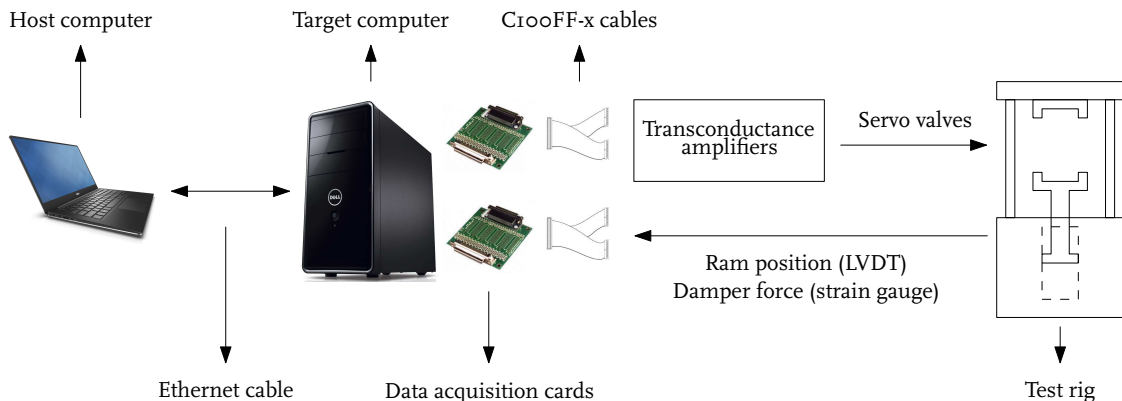 Host computer
Target computer
C100FF-x cables
Transconductance
amplifiers
Servo valves
DELL
Ram position (LVDT)
Damper force (strain gauge)
Ethernet cable
Data acquisition cards
Test rig